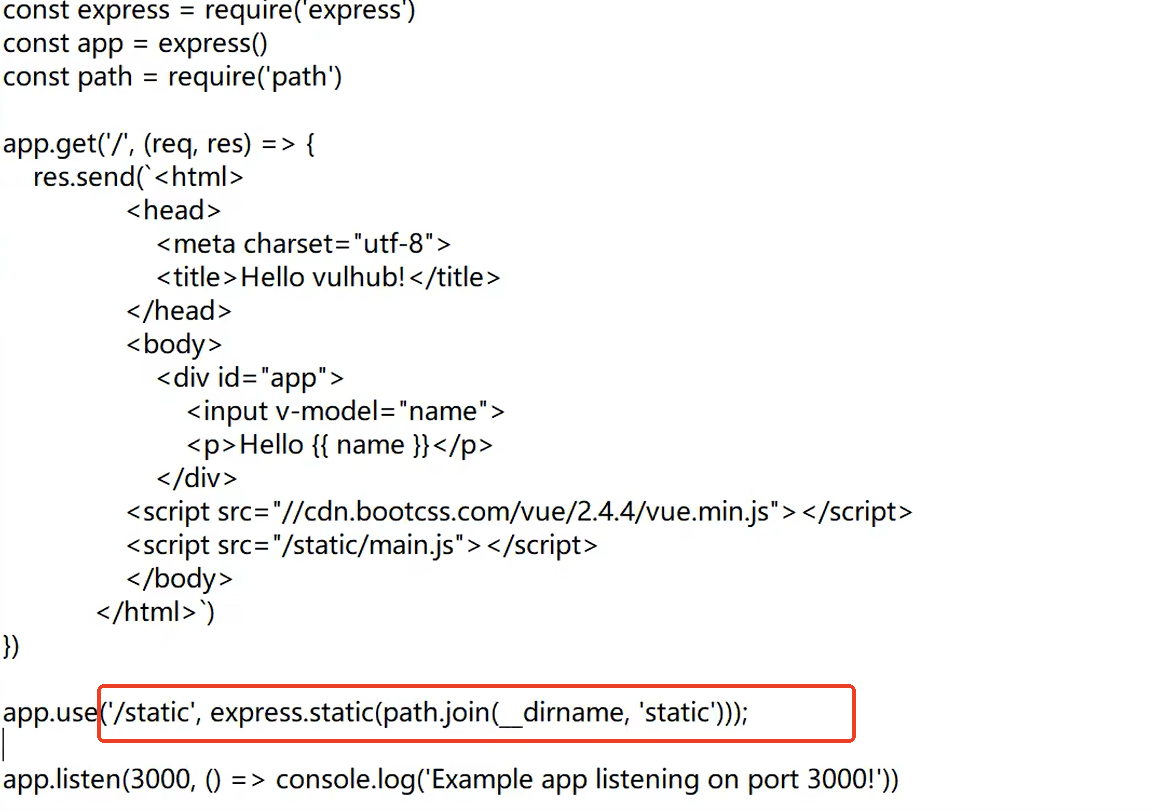 const express = require('express')
const app = express()
const path = require('path')
app.get('/', (req, res) => {
res.send(`<html>
<head>
<meta charset="utf-8">
<title>Hello vulhub!</title>
</head>
<body>
<div id="app">
<input v-model="name">
<p>Hello {{ name }}</p>
</div>
<script src="//cdn.bootcss.com/vue/2.4.4/vue.min.js"></script>
<script src="/static/main.js"></script>
</body>
</html>`)
})
app.use('/static', express.static(path.join(__dirname, 'static')));
app.listen(3000, () => console.log('Example app listening on port 3000!'))